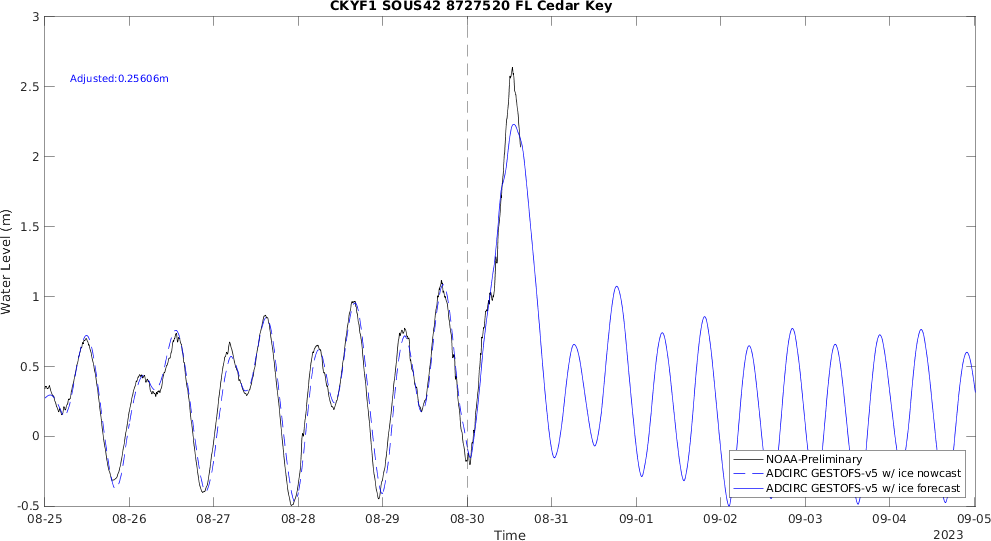 CKYF1 SOUS42 8727520 FL Cedar Key
Adjusted:0.25606m
Water Level (m)
3
2.5
2
1.5
1
0.5
0
-0.5
08-25 08-26 08-27 08-28 08-29 08-30 08-31 09-01 09-02 09-03 09-04 09-05
Time
2023
NOAA-Preliminary
ADCIRC GESTOFS-v5 w/ ice nowcast
ADCIRC GESTOFS-v5 w/ ice forecast